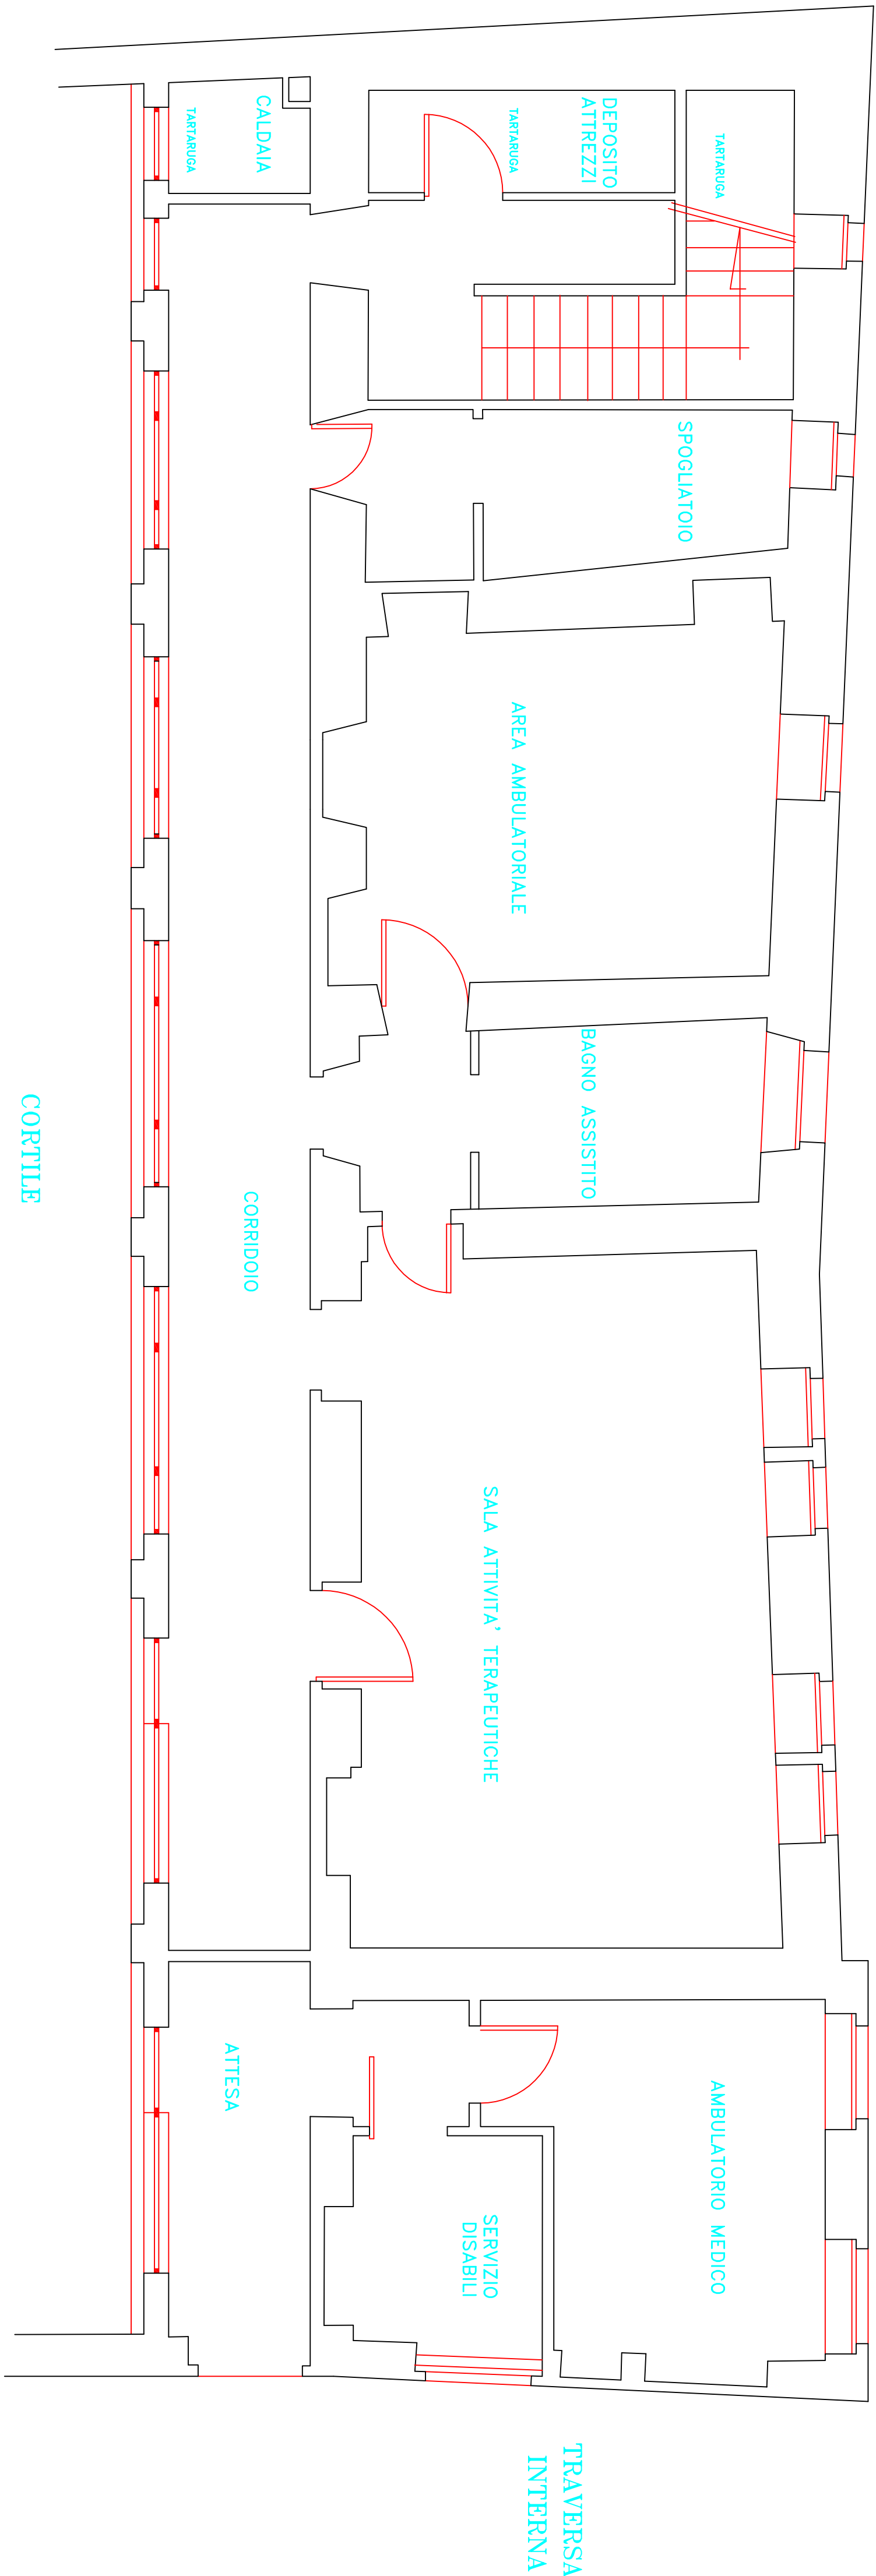 DEPOSITO
ATTREZZI
TARTARUGA
TARTARUGA
CALDAIA
TARTARUGA
SPOGLIATOIO
AREA AMBULATORIALE
BAGNO ASSISTITO
CORRIDOIO
CORTILE
SALA ATTIVITA' TERAPEUTICHE
ATTESA
AMBULATORIO MEDICO
SERVIZIO
DISABILI
TRAVERSA
INTERNA